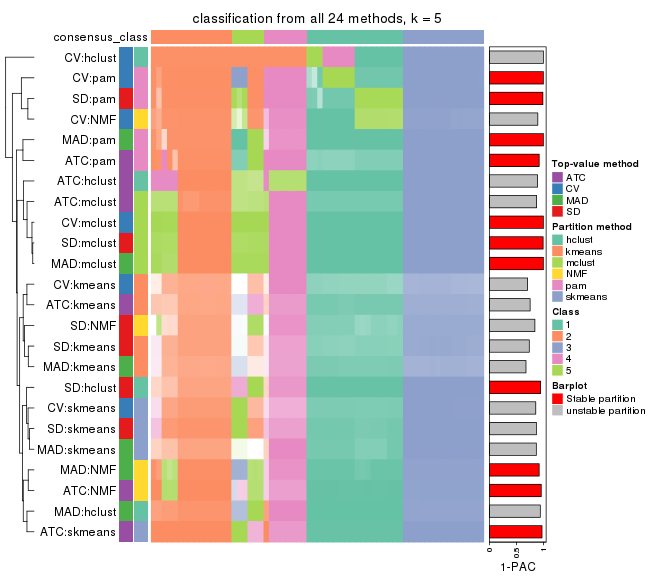 classification from all 24 methods, k = 5
consensus_class
CV:hclust
CV:pam
SD:pam
CV:NMF
MAD:pam
ATC:pam
ATC:hclust
ATC:mclust
CV:mclust
SD:mclust
MAD:mclust
CV:kmeans
ATC:kmeans
SD:NMF
SD:kmeans
MAD:kmeans
SD:hclust
CV:skmeans
SD:skmeans
MAD:skmeans
MAD:NMF
ATC:NMF
MAD:hclust
ATC:skmeans
0
0.5
1
1-PAC
Top-value method
ATC
CV
MAD
SD
Partition method
hclust
kmeans
mclust
NMF
pam
skmeans
Class
1
2
3
4
5
Barplot
Stable partition
unstable partition